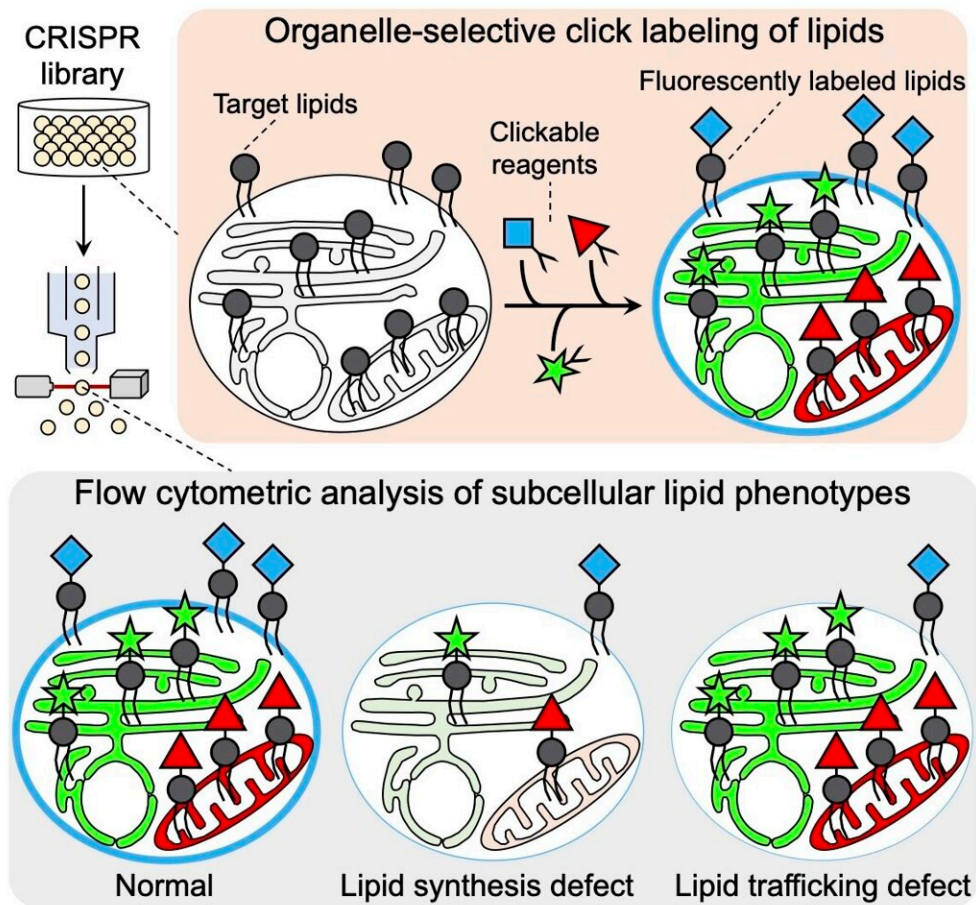 CRISPR
library
Organelle-selective click labeling of lipids
Target lipids
Clickable
reagents
Fluorescently labeled lipids
Flow cytometric analysis of subcellular lipid phenotypes
Normal
Lipid synthesis defect
Lipid trafficking defect